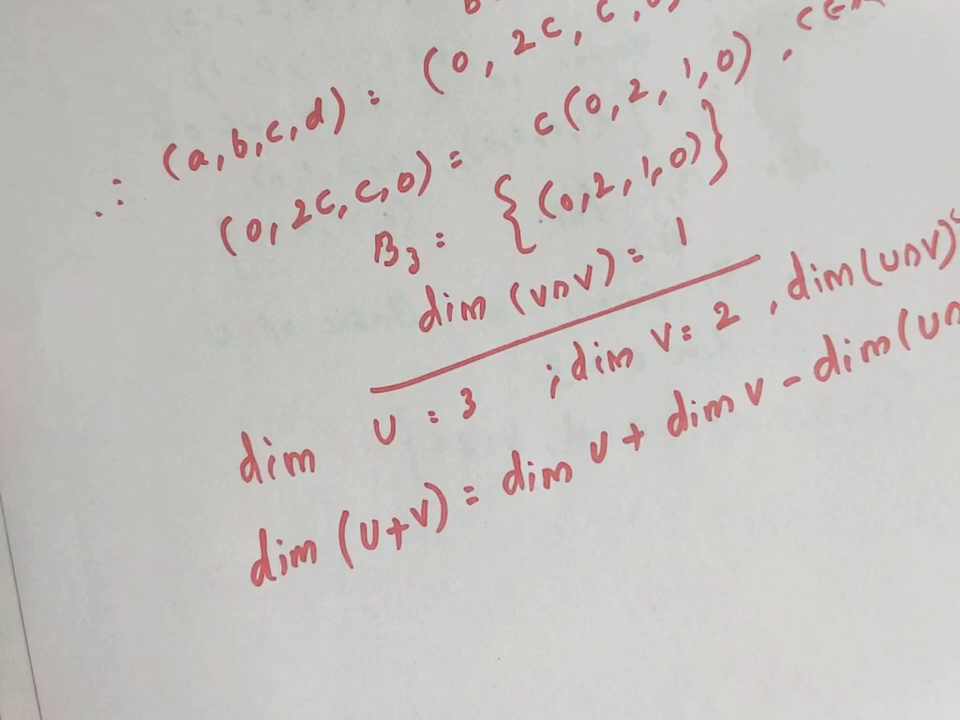 ∴ (a,b,c,d) = (0, 2c, c, 
(0, 2c, c, 0) = c(0, 2, 1, 0), c∈
B₃ = {(0, 2, 1, 0)}
dim (U∩V) = 1
dim U = 3 ; dim V = 2 , dim(U∩V)
dim (U+V) = dim U + dim V - dim(U∩